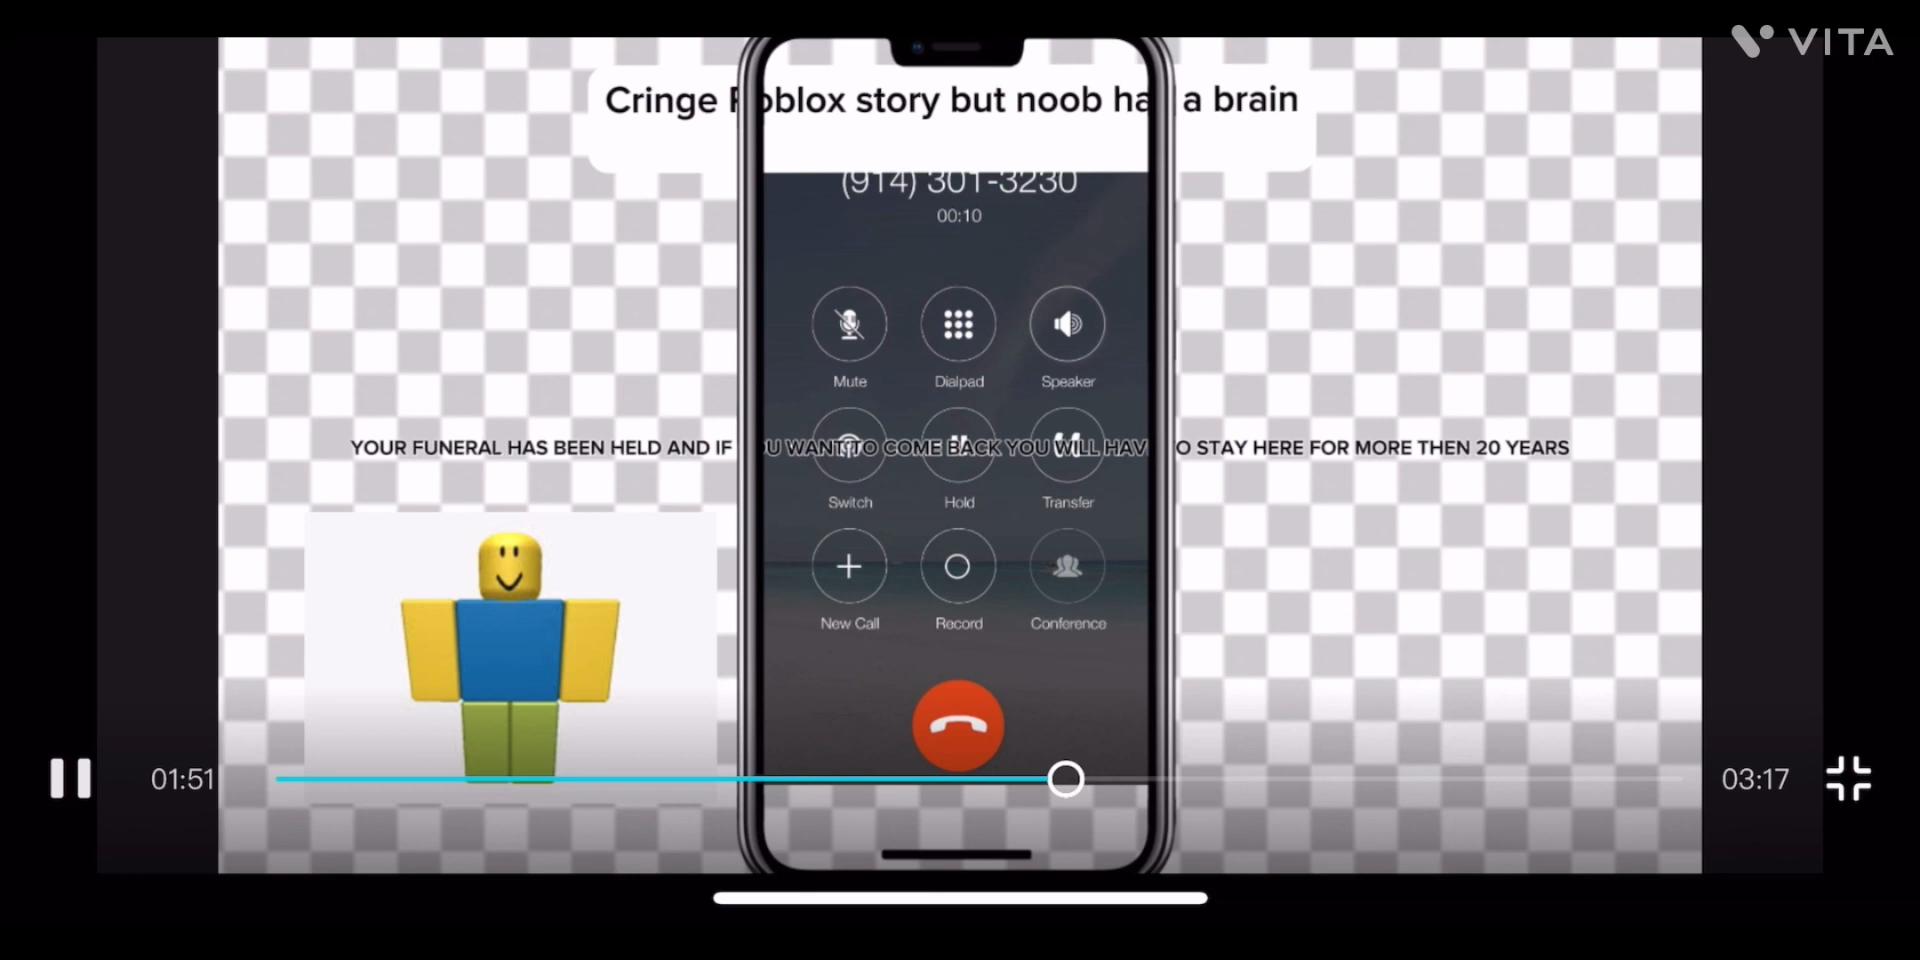 VITA
Cringe Roblox story but noob ha a brain
(914) 301-3230
00:10
Mute Dialpad Speaker
YOUR FUNERAL HAS BEEN HELD AND IF OU WANT TO COME BACK YOU WILL HAV O STAY HERE FOR MORE THEN 20 YEARS
Switch Hold Transfer
New Call Record Conference
01:51 03:17